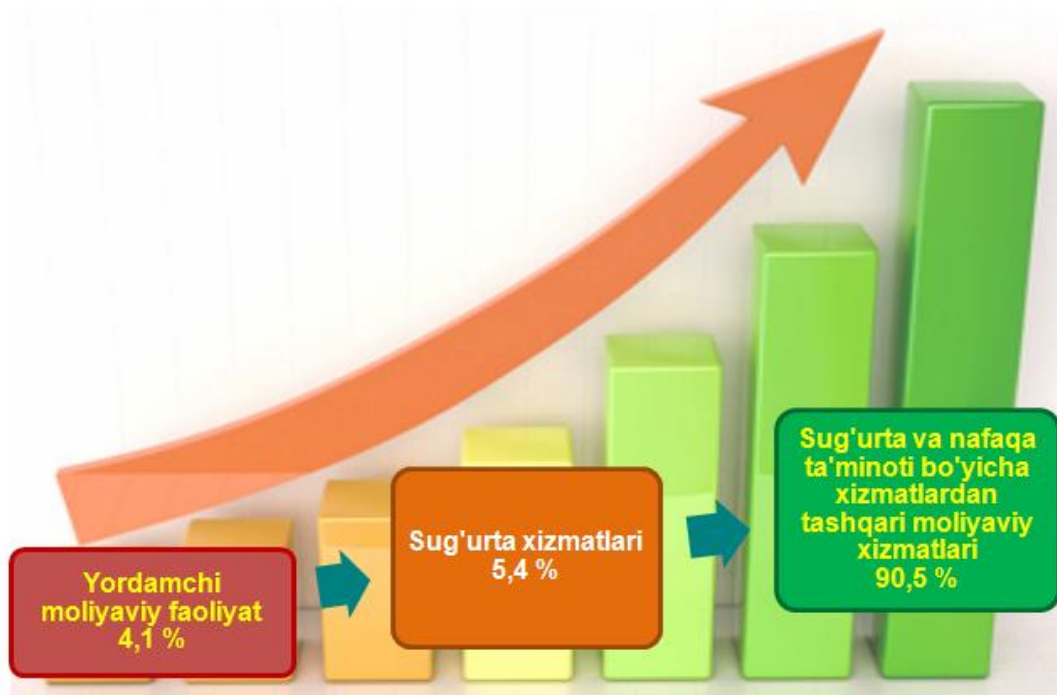 Yordamchi
moliyaviy faoliyat
4,1 %
Sug'urta xizmatlari
5,4 %
Sug'urta va nafaqa
ta'minoti bo'yicha
xizmatlardan
tashqari moliyaviy
xizmatlari
90,5 %